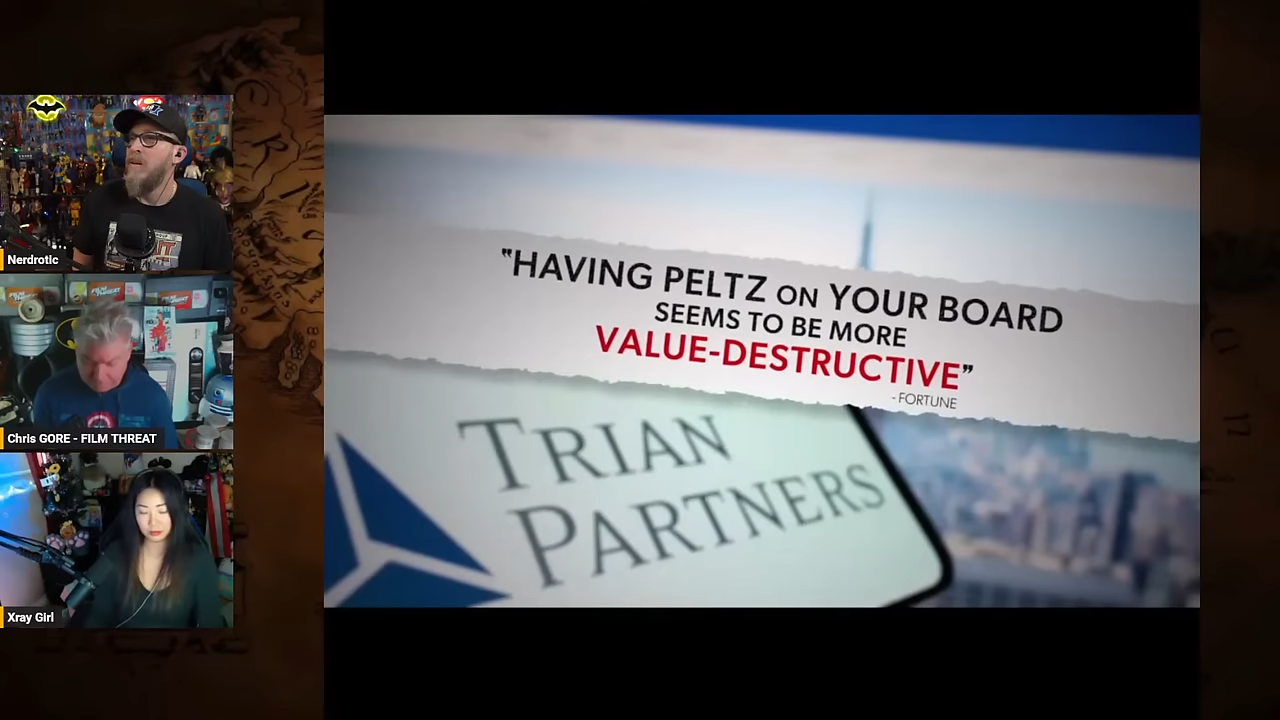 Nerdrotic
Chris GORE - FILM THREAT
Xray Girl
"HAVING PELTZ ON YOUR BOARD
SEEMS TO BE MORE
VALUE-DESTRUCTIVE"
- FORTUNE
TRIAN
PARTNERS